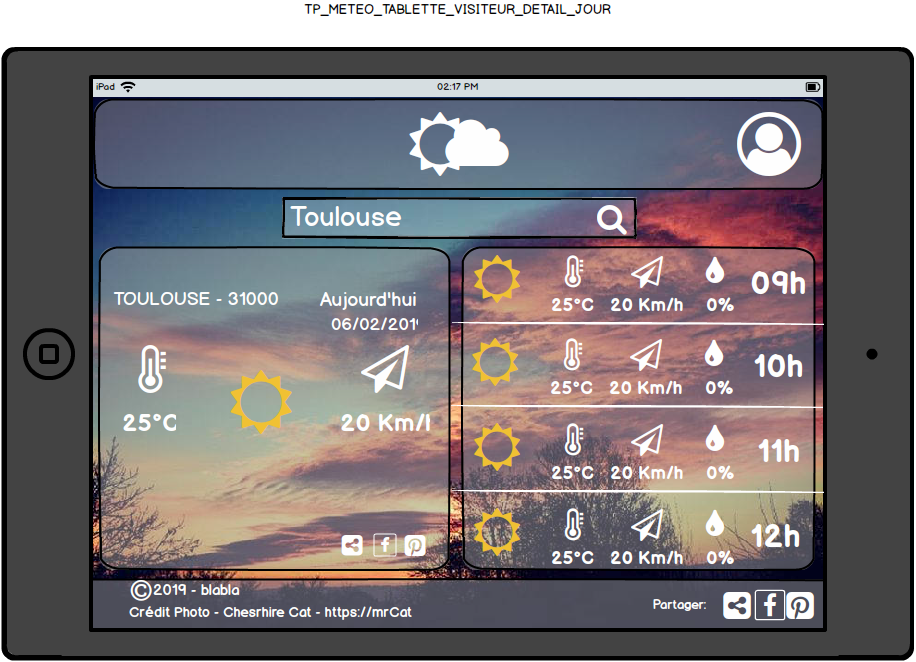 TP_METEO_TABLETTE_VISITEUR_DETAIL_JOUR
iPad 02:17 PM
Toulouse
TOULOUSE - 31000 Aujourd'hui
06/02/201
25°C 20 Km/
25°C 20 Km/h 0% 09h
25°C 20 Km/h 0% 10h
25°C 20 Km/h 0% 11h
25°C 20 Km/h 0% 12h
©2019 - blabla
Crédit Photo - Chesrhire Cat - https://mrCat
Partager: